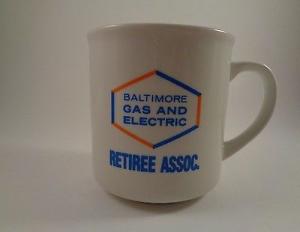 BALTIMORE
GAS AND
ELECTRIC
RETIREE ASSOC.